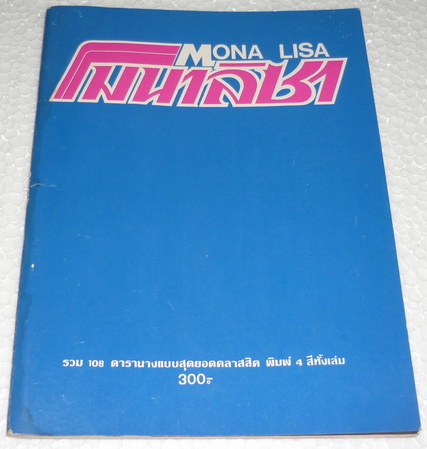 MONA LISA
โมนาลิซา
รวม 108 ดารานางแบบสุดยอดคลาสสิค พิมพ์ 4 สีทั้งเล่ม
300.-